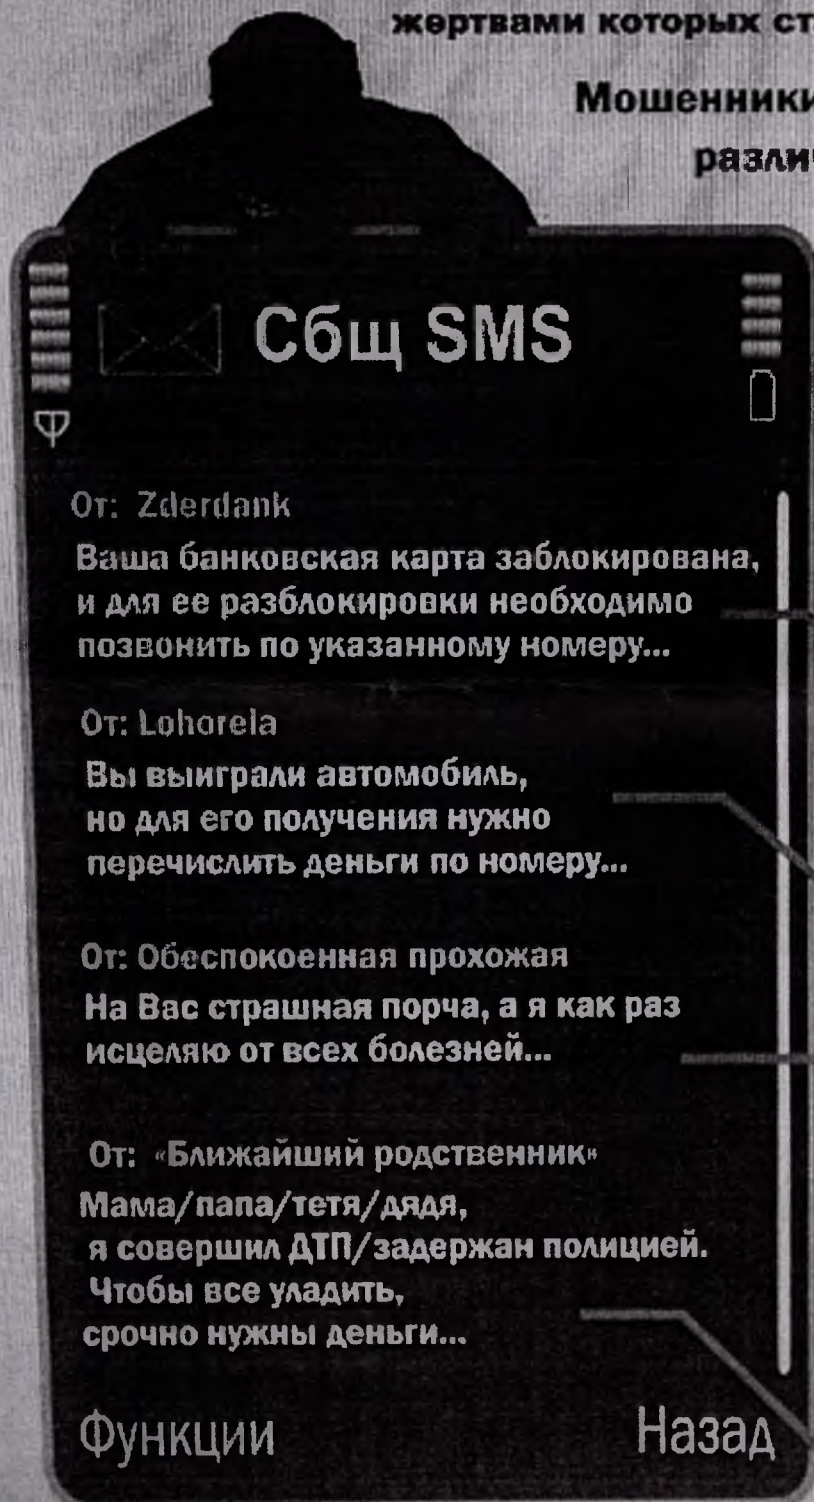 жертвами которых ст
Мошенники
разли
Сбщ SMS
От: Zderdank
Ваша банковская карта заблокирована,
и для ее разблокировки необходимо
позвонить по указанному номеру...
От: Lohorela
Вы выиграли автомобиль,
но для его получения нужно
перечислить деньги по номеру...
От: Обеспокоенная прохожая
На Вас страшная порча, а я как раз
исцеляю от всех болезней...
От: «Ближайший родственник«
Мама/папа/тетя/дядя,
я совершил ДТП/задержан полицией.
Чтобы все уладить,
срочно нужны деньги...
Функции
Назад